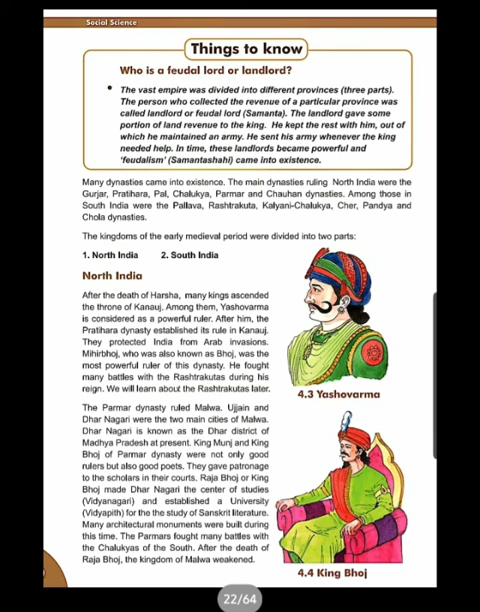 Social Science
Things to know
Who is a feudal lord or landlord?
• The vast empire was divided into different provinces (three parts).
The person who collected the revenue of a particular province was
called landlord or feudal lord (Samanta). The landlord gave some
portion of land revenue to the king. He kept the rest with him, out of
which he maintained an army. He sent his army whenever the king
needed help. In time, these landlords became powerful and
'feudalism' (Samantashahi) came into existence.
Many dynasties came into existence. The main dynasties ruling North India were the
Gurjar, Pratihara, Pal, Chalukya, Parmar and Chauhan dynasties. Among those in
South India were the Pallava, Rashtrakuta, Kalyani-Chalukya, Cher, Pandya and
Chola dynasties.
The kingdoms of the early medieval period were divided into two parts:
1. North India 2. South India
North India
After the death of Harsha, many kings ascended
the throne of Kanauj. Among them, Yashovarma
is considered as a powerful ruler. After him, the
Pratihara dynasty established its rule in Kanauj.
They protected India from Arab invasions.
Mihirbhoj, who was also known as Bhoj, was the
most powerful ruler of this dynasty. He fought
many battles with the Rashtrakutas during his
reign. We will learn about the Rashtrakutas later.
4.3 Yashovarma
The Parmar dynasty ruled Malwa. Ujjain and
Dhar Nagari were the two main cities of Malwa.
Dhar Nagari is known as the Dhar district of
Madhya Pradesh at present. King Munj and King
Bhoj of Parmar dynasty were not only good
rulers but also good poets. They gave patronage
to the scholars in their courts. Raja Bhoj or King
Bhoj made Dhar Nagari the center of studies
(Vidyanagari) and established a University
(Vidyapith) for the the study of Sanskrit literature.
Many architectural monuments were built during
this time. The Parmars fought many battles with
the Chalukyas of the South. After the death of
Raja Bhoj, the kingdom of Malwa weakened.
4.4 King Bhoj
22/64